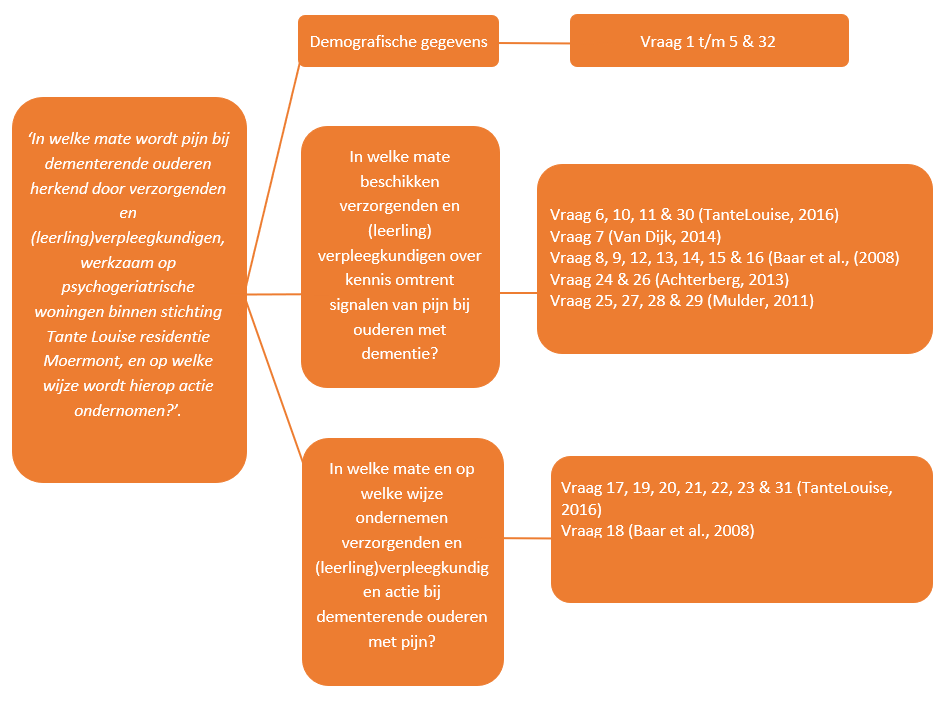 Demografische gegevens
Vraag 1 t/m 5 & 32
‘In welke mate wordt pijn bij
dementerende ouderen
herkend door verzorgenden
en
(leerling)verpleegkundigen,
werkzaam op
psychogeriatrische
woningen binnen stichting
Tante Louise residentie
Moermont, en op welke
wijze wordt hierop actie
ondernomen?’.
In welke mate
beschikken
verzorgenden en
(leerling)
verpleegkundigen over
kennis omtrent
signalen van pijn bij
ouderen met
dementie?
Vraag 6, 10, 11 & 30 (TanteLouise, 2016)
Vraag 7 (Van Dijk, 2014)
Vraag 8, 9, 12, 13, 14, 15 & 16 (Baar et al., (2008)
Vraag 24 & 26 (Achterberg, 2013)
Vraag 25, 27, 28 & 29 (Mulder, 2011)
In welke mate en op
welke wijze
ondernemen
verzorgenden en
(leerling)verpleegkundig
en actie bij
dementerende ouderen
met pijn?
Vraag 17, 19, 20, 21, 22, 23 & 31 (TanteLouise,
2016)
Vraag 18 (Baar et al., 2008)